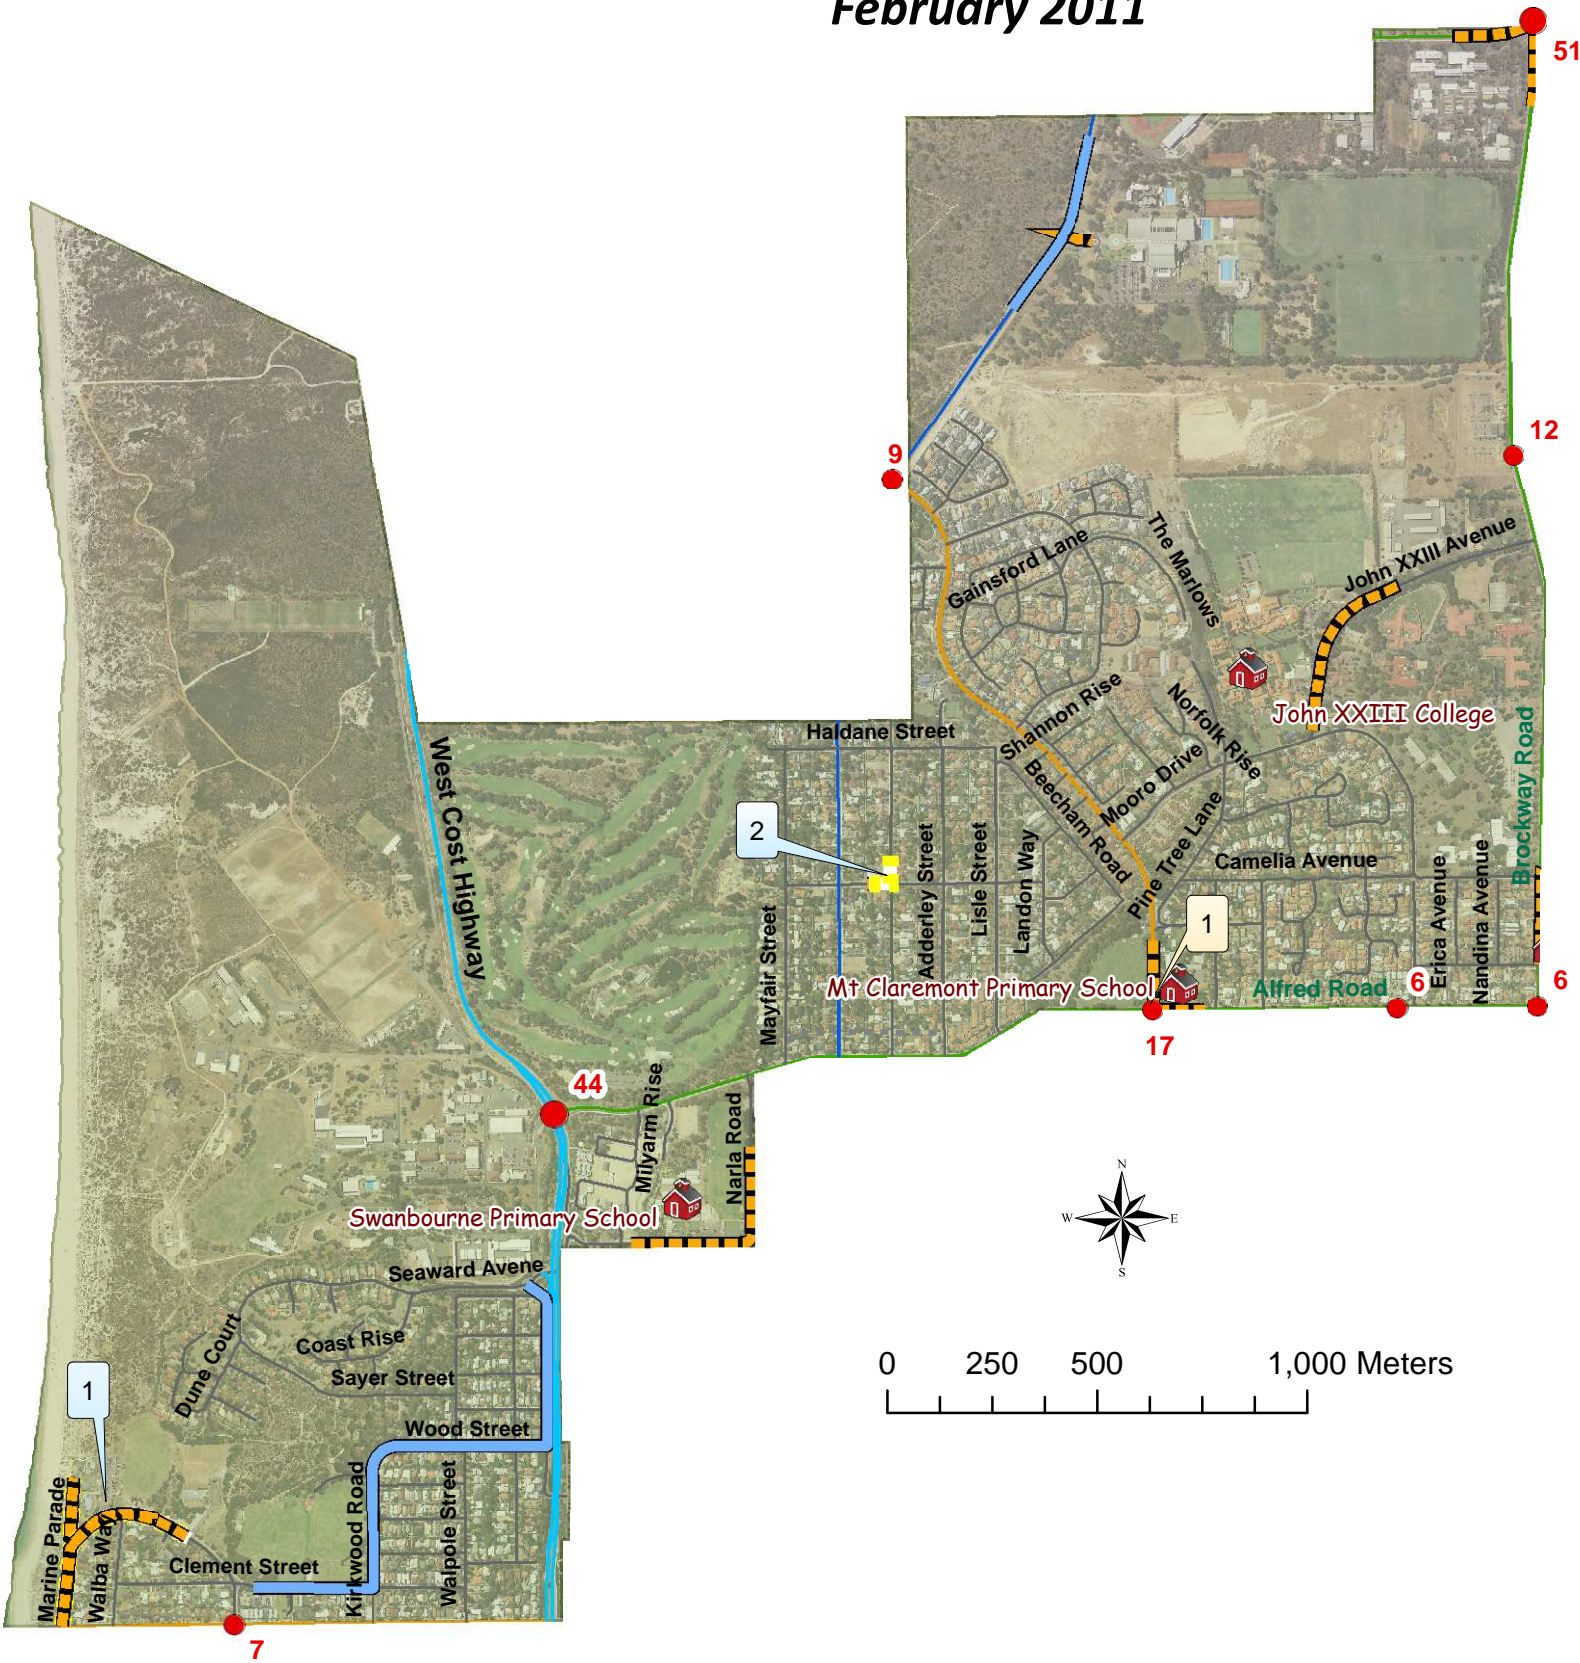 February 2011
51
12
9
John XXIII Avenue
Gainsford Lane
The Marlows
Shannon Rise
Norfolk Rise
John XXIII College
Haldane Street
Brockway Road
West Cost Highway
Beecham Road
Mooro Drive
Pine Tree Lane
2
Camelia Avenue
Adderley Street
Lisle Street
Landon Way
Mayfair Street
Erica Avenue
Nandina Avenue
1
Mt Claremont Primary School
Alfred Road
6
6
17
44
Milyarm Rise
Narla Road
Swanbourne Primary School
N
W
E
S
Seaward Avene
Dune Court
Coast Rise
Sayer Street
0 250 500 1,000 Meters
1
Wood Street
Marine Parade
Walba Way
Clement Street
Kirkwood Road
Walpole Street
7